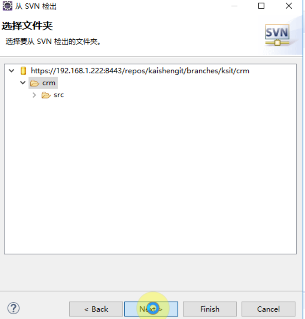 从 SVN 检出
选择文件夹
选择要从 SVN 检出的文件夹。
SVN
https://192.168.1.222:8443/repos/kaishengit/branches/ksit/crm
crm
src
< Back
Finish
Cancel